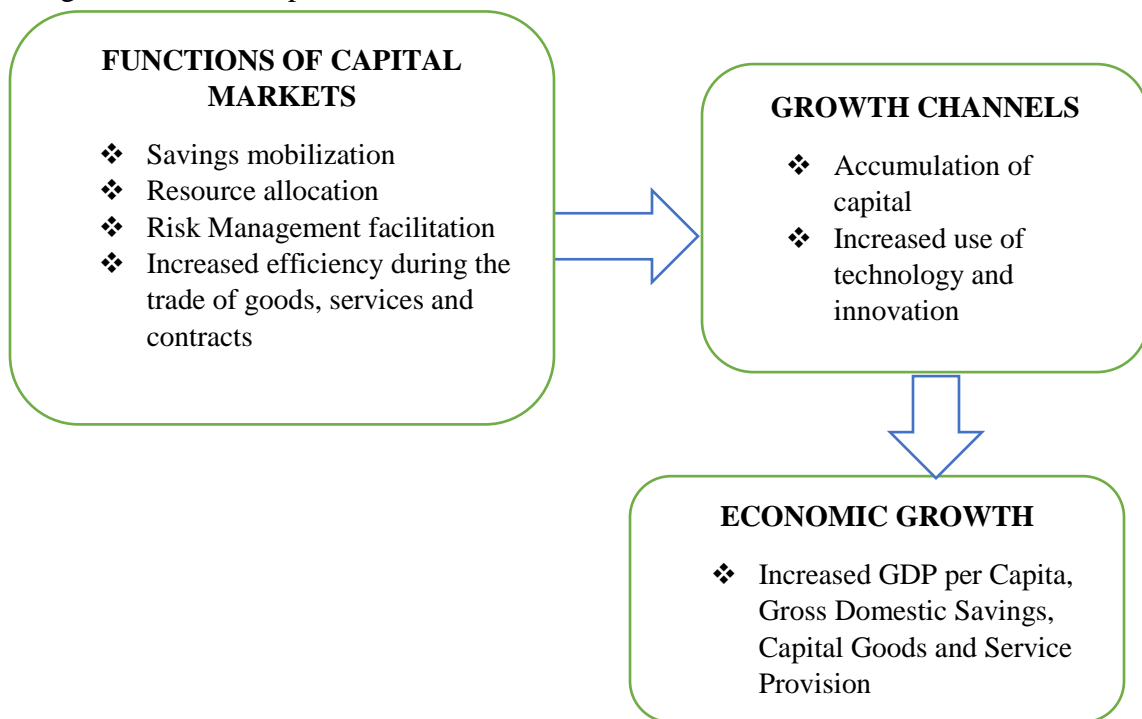 FUNCTIONS OF CAPITAL
MARKETS
❖ Savings mobilization
❖ Resource allocation
❖ Risk Management facilitation
❖ Increased efficiency during the
trade of goods, services and
contracts
GROWTH CHANNELS
❖ Accumulation of
capital
❖ Increased use of
technology and
innovation
ECONOMIC GROWTH
❖ Increased GDP per Capita,
Gross Domestic Savings,
Capital Goods and Service
Provision